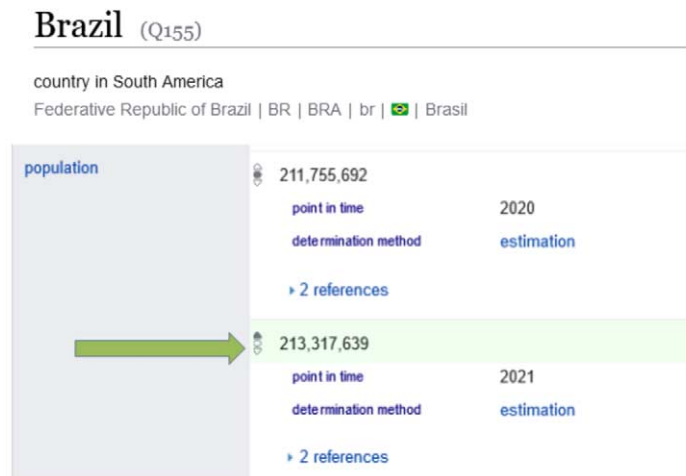 Brazil (Q155)
country in South America
Federative Republic of Brazil | BR | BRA | br | 🇧🇷 | Brasil
population
211,755,692
point in time 2020
determination method estimation
2 references
213,317,639
point in time 2021
determination method estimation
2 references